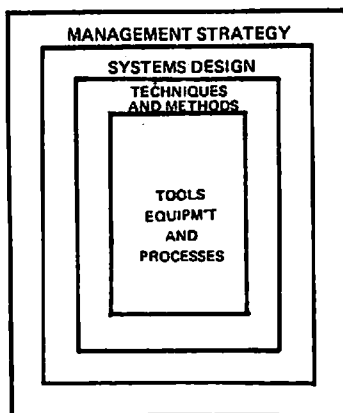 MANAGEMENT STRATEGY
SYSTEMS DESIGN
TECHNIQUES
AND METHODS
TOOLS
EQUIPM'T
AND
PROCESSES